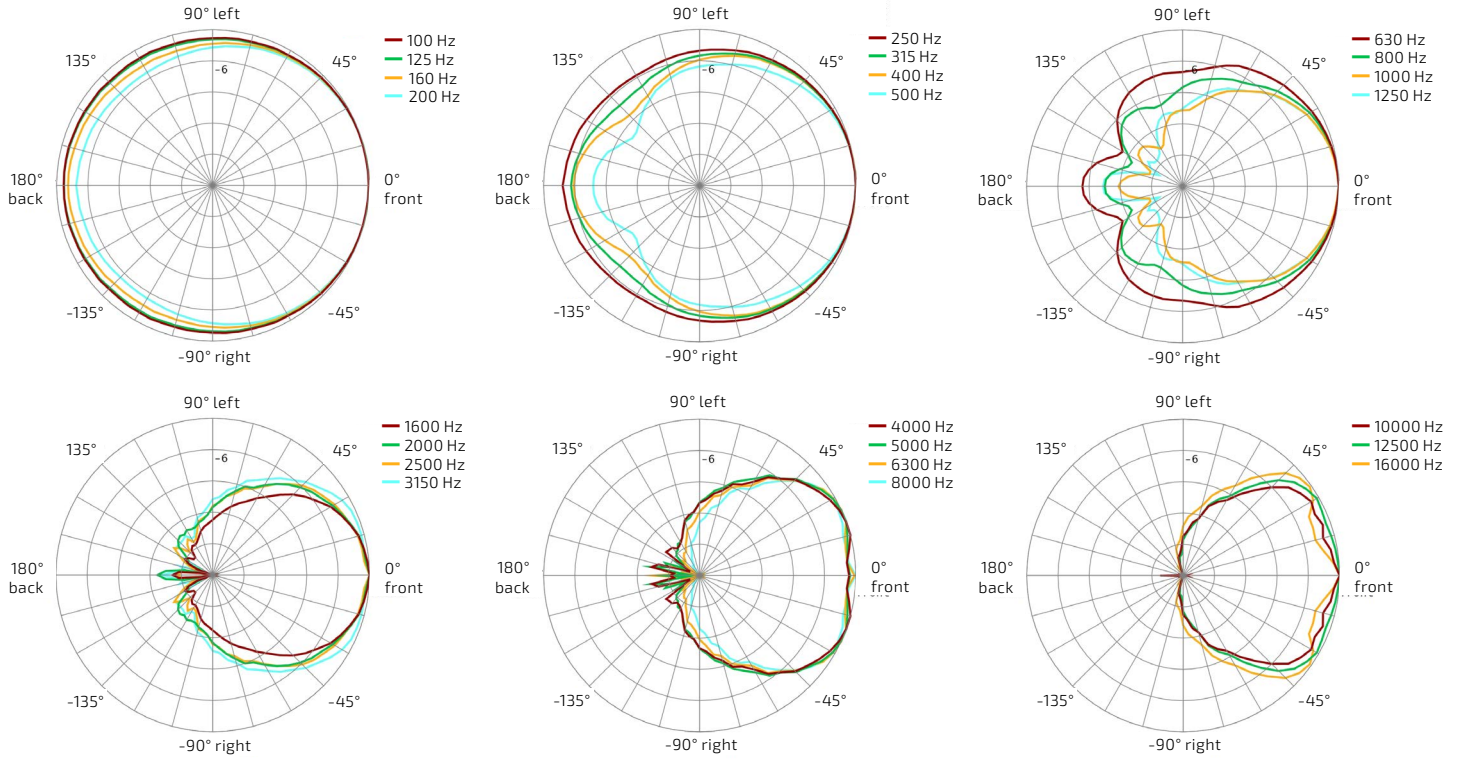 90° left
135°
45°
100 Hz
125 Hz
160 Hz
200 Hz
-6
180°
back
0°
front
-135°
-45°
-90° right
90° left
135°
45°
250 Hz
315 Hz
400 Hz
500 Hz
-6
180°
back
0°
front
-135°
-45°
-90° right
90° left
135°
45°
630 Hz
800 Hz
1000 Hz
1250 Hz
-6
180°
back
0°
front
-135°
-45°
-90° right
90° left
135°
45°
1600 Hz
2000 Hz
2500 Hz
3150 Hz
-6
180°
back
0°
front
-135°
-45°
-90° right
90° left
135°
45°
4000 Hz
5000 Hz
6300 Hz
8000 Hz
-6
180°
back
0°
front
-135°
-45°
-90° right
90° left
135°
45°
10000 Hz
12500 Hz
16000 Hz
-6
180°
back
0°
front
-135°
-45°
-90° right